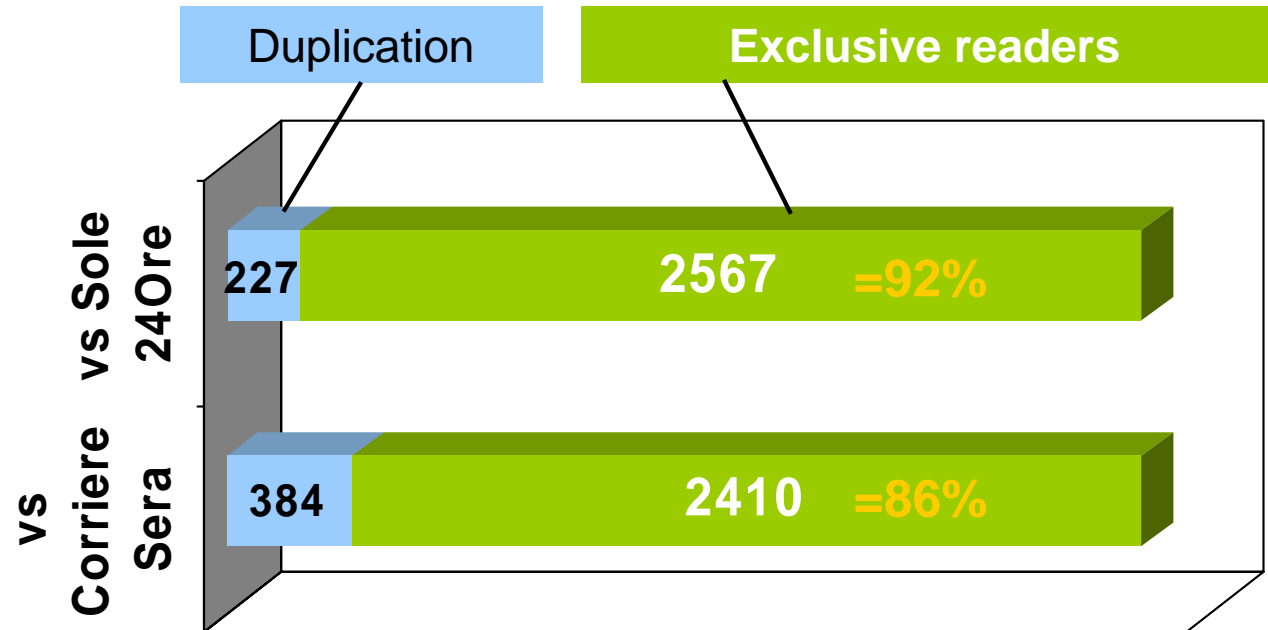 Duplication
Exclusive readers
vs Sole
24Ore
227
2567 =92%
vs
Corriere
Sera
384
2410 =86%